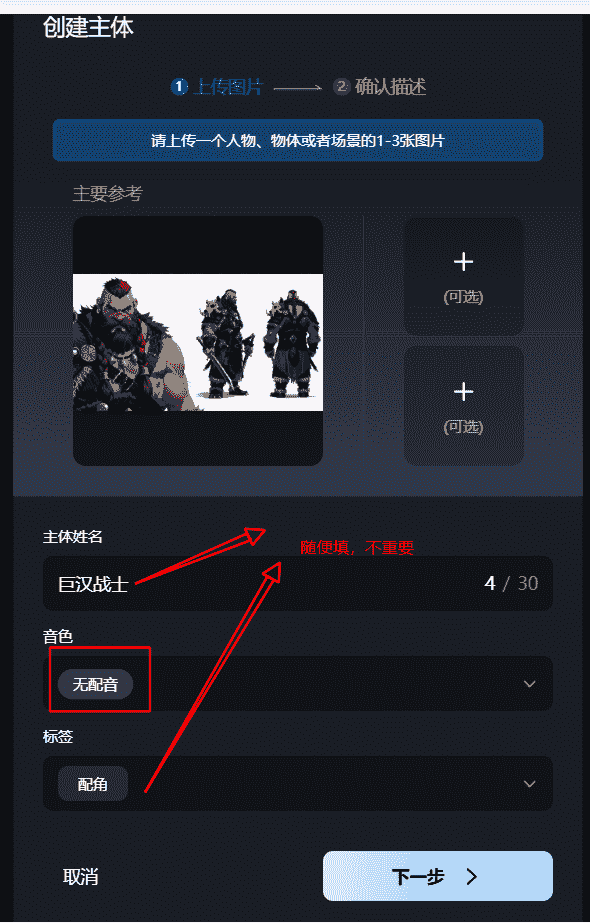 创建主体
1 上传图片 2 确认描述
请上传一个人物、物体或者场景的1-3张图片
主要参考
(可选)
(可选)
主体姓名
随便填，不重要
巨汉战士 4 / 30
音色
无配音
标签
配角
取消 下一步